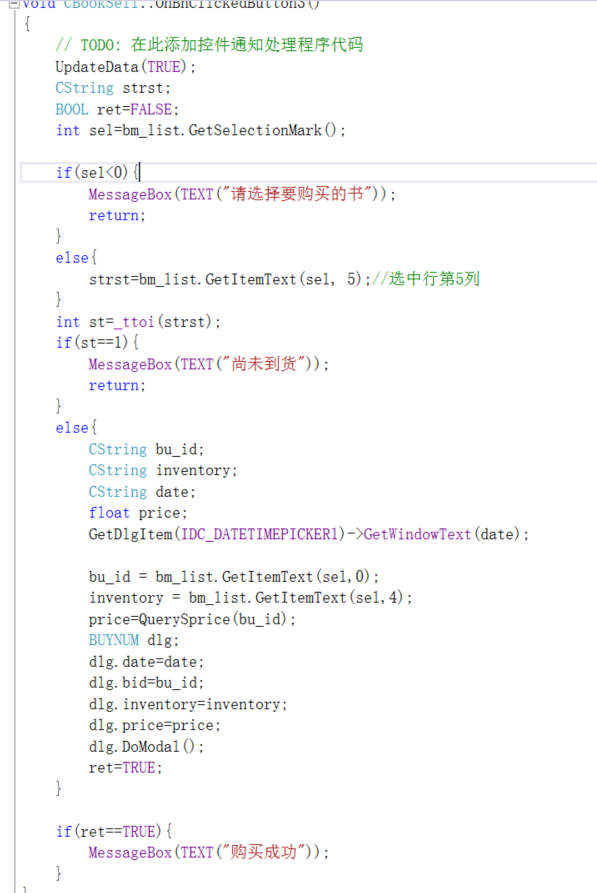 void CBookSell::OnBnClickedButton3()
{
// TODO: 在此添加控件通知处理程序代码
UpdateData(TRUE);
CString strst;
BOOL ret=FALSE;
int sel=bm_list.GetSelectionMark();
if(sel<0){
MessageBox(TEXT("请选择要购买的书"));
return;
}
else{
strst=bm_list.GetItemText(sel, 5);//选中行第5列
}
int st=_ttoi(strst);
if(st==1){
MessageBox(TEXT("尚未到货"));
return;
}
else{
CString bu_id;
CString inventory;
CString date;
float price;
GetDlgItem(IDC_DATETIMEPICKER1)->GetWindowText(date);
bu_id = bm_list.GetItemText(sel,0);
inventory = bm_list.GetItemText(sel,4);
price=QuerySprice(bu_id);
BUYNUM dlg;
dlg.date=date;
dlg.bid=bu_id;
dlg.inventory=inventory;
dlg.price=price;
dlg.DoModal();
ret=TRUE;
}
if(ret==TRUE){
MessageBox(TEXT("购买成功"));
}
}